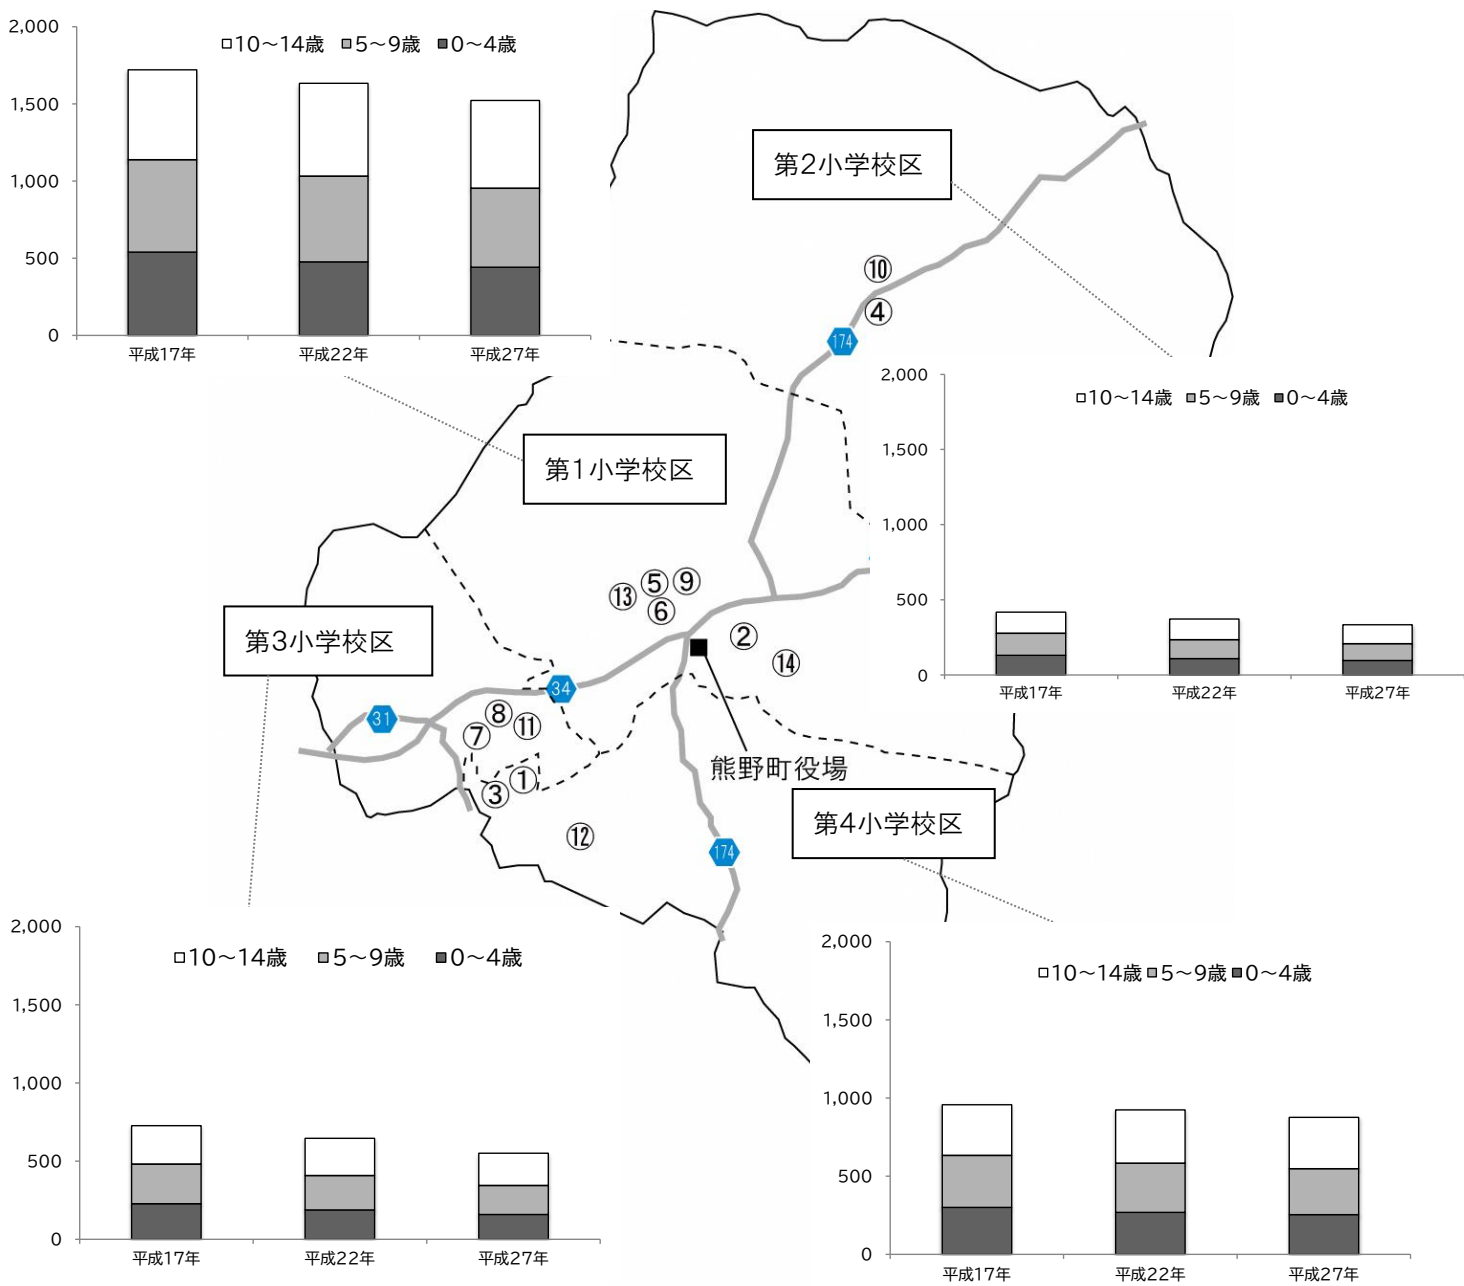 2,000
1,500
1,000
500
0
□10～14歳 ■5～9歳 ■0～4歳
平成17年 平成22年 平成27年
第2小学校区
⑩
④
174
2,000
1,500
1,000
500
0
□10～14歳 ■5～9歳 ■0～4歳
平成17年 平成22年 平成27年
第1小学校区
⑬ ⑤ ⑨
⑥
②
⑭
第3小学校区
34
31
⑧
⑦ ⑪
①
③
⑫
熊野町役場
第4小学校区
174
2,000
1,500
1,000
500
0
□10～14歳 ■5～9歳 ■0～4歳
平成17年 平成22年 平成27年
2,000
1,500
1,000
500
0
□10～14歳 ■5～9歳 ■0～4歳
平成17年 平成22年 平成27年